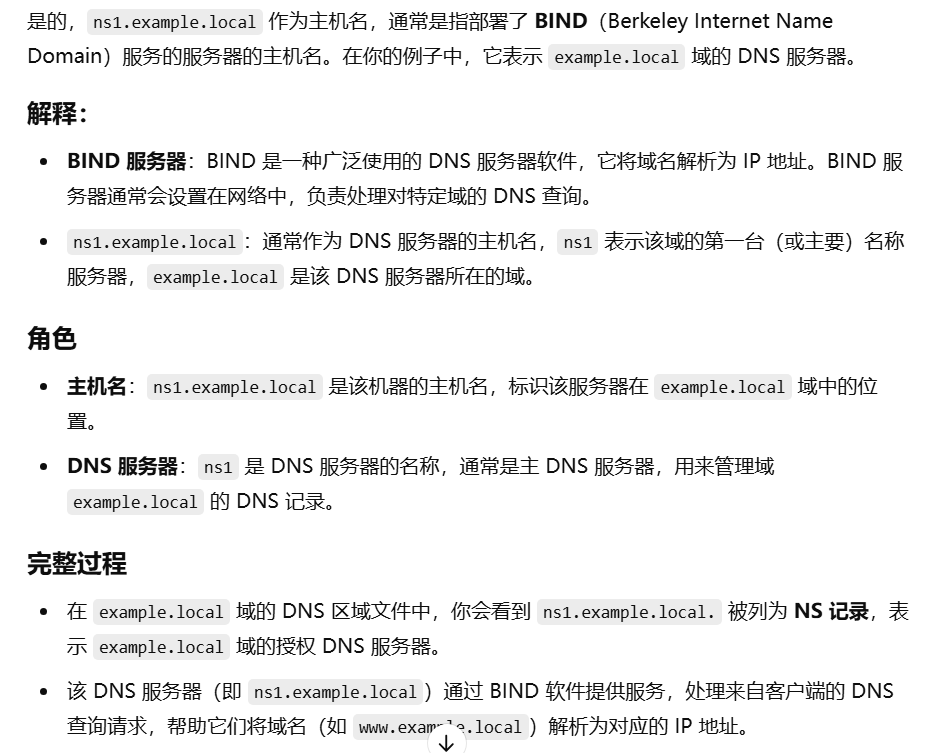 是的，ns1.example.local 作为主机名，通常是指部署了 BIND（Berkeley Internet Name
Domain）服务的服务器的主机名。在你的例子中，它表示 example.local 域的 DNS 服务器。
解释：
• BIND 服务器：BIND 是一种广泛使用的 DNS 服务器软件，它将域名解析为 IP 地址。BIND 服
务器通常会设置在网络中，负责处理对特定域的 DNS 查询。
• ns1.example.local：通常作为 DNS 服务器的主机名，ns1 表示该域的第一台（或主要）名称
服务器，example.local 是该 DNS 服务器所在的域。
角色
• 主机名：ns1.example.local 是该机器的主机名，标识该服务器在 example.local 域中的位
置。
• DNS 服务器：ns1 是 DNS 服务器的名称，通常是主 DNS 服务器，用来管理域
example.local 的 DNS 记录。
完整过程
• 在 example.local 域的 DNS 区域文件中，你会看到 ns1.example.local. 被列为 NS 记录，表
示 example.local 域的授权 DNS 服务器。
• 该 DNS 服务器（即 ns1.example.local）通过 BIND 软件提供服务，处理来自客户端的 DNS
查询请求，帮助它们将域名（如 www.example.local）解析为对应的 IP 地址。